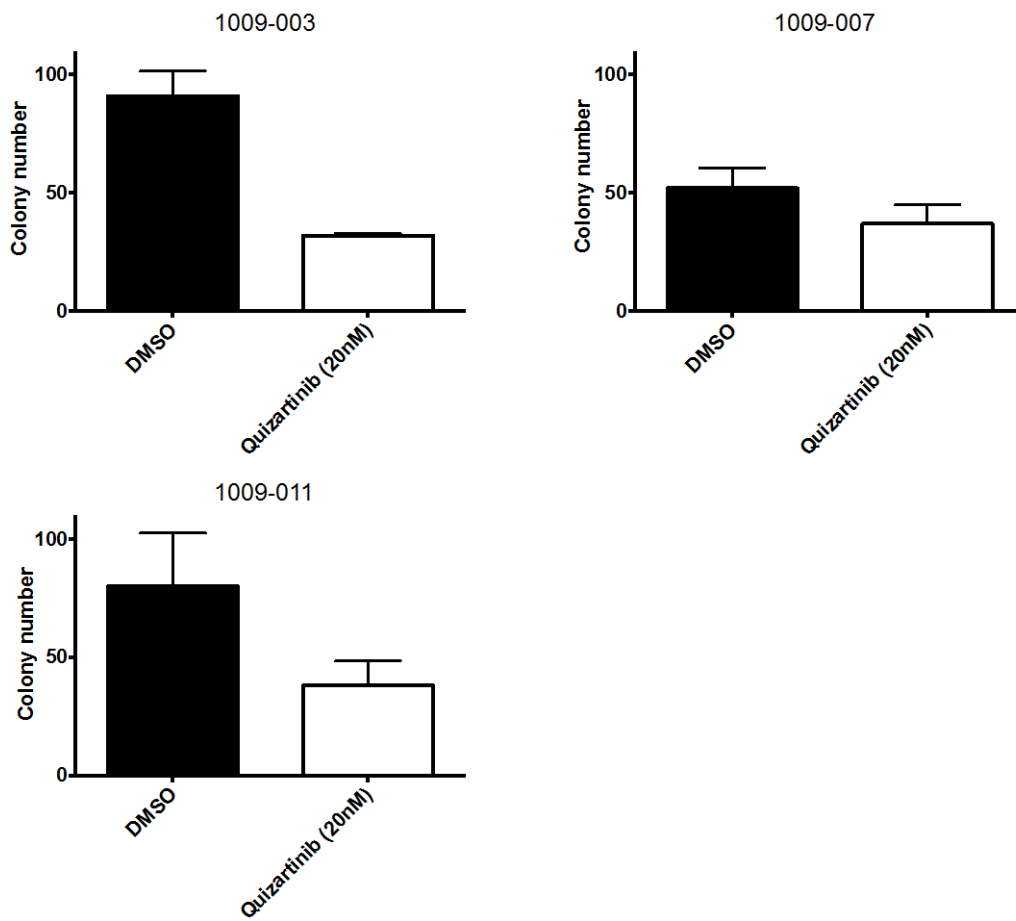 1009-003
Colony number
100
50
0
DMSO
Quizartinib (20nM)
1009-007
Colony number
100
50
0
DMSO
Quizartinib (20nM)
1009-011
Colony number
100
50
0
DMSO
Quizartinib (20nM)